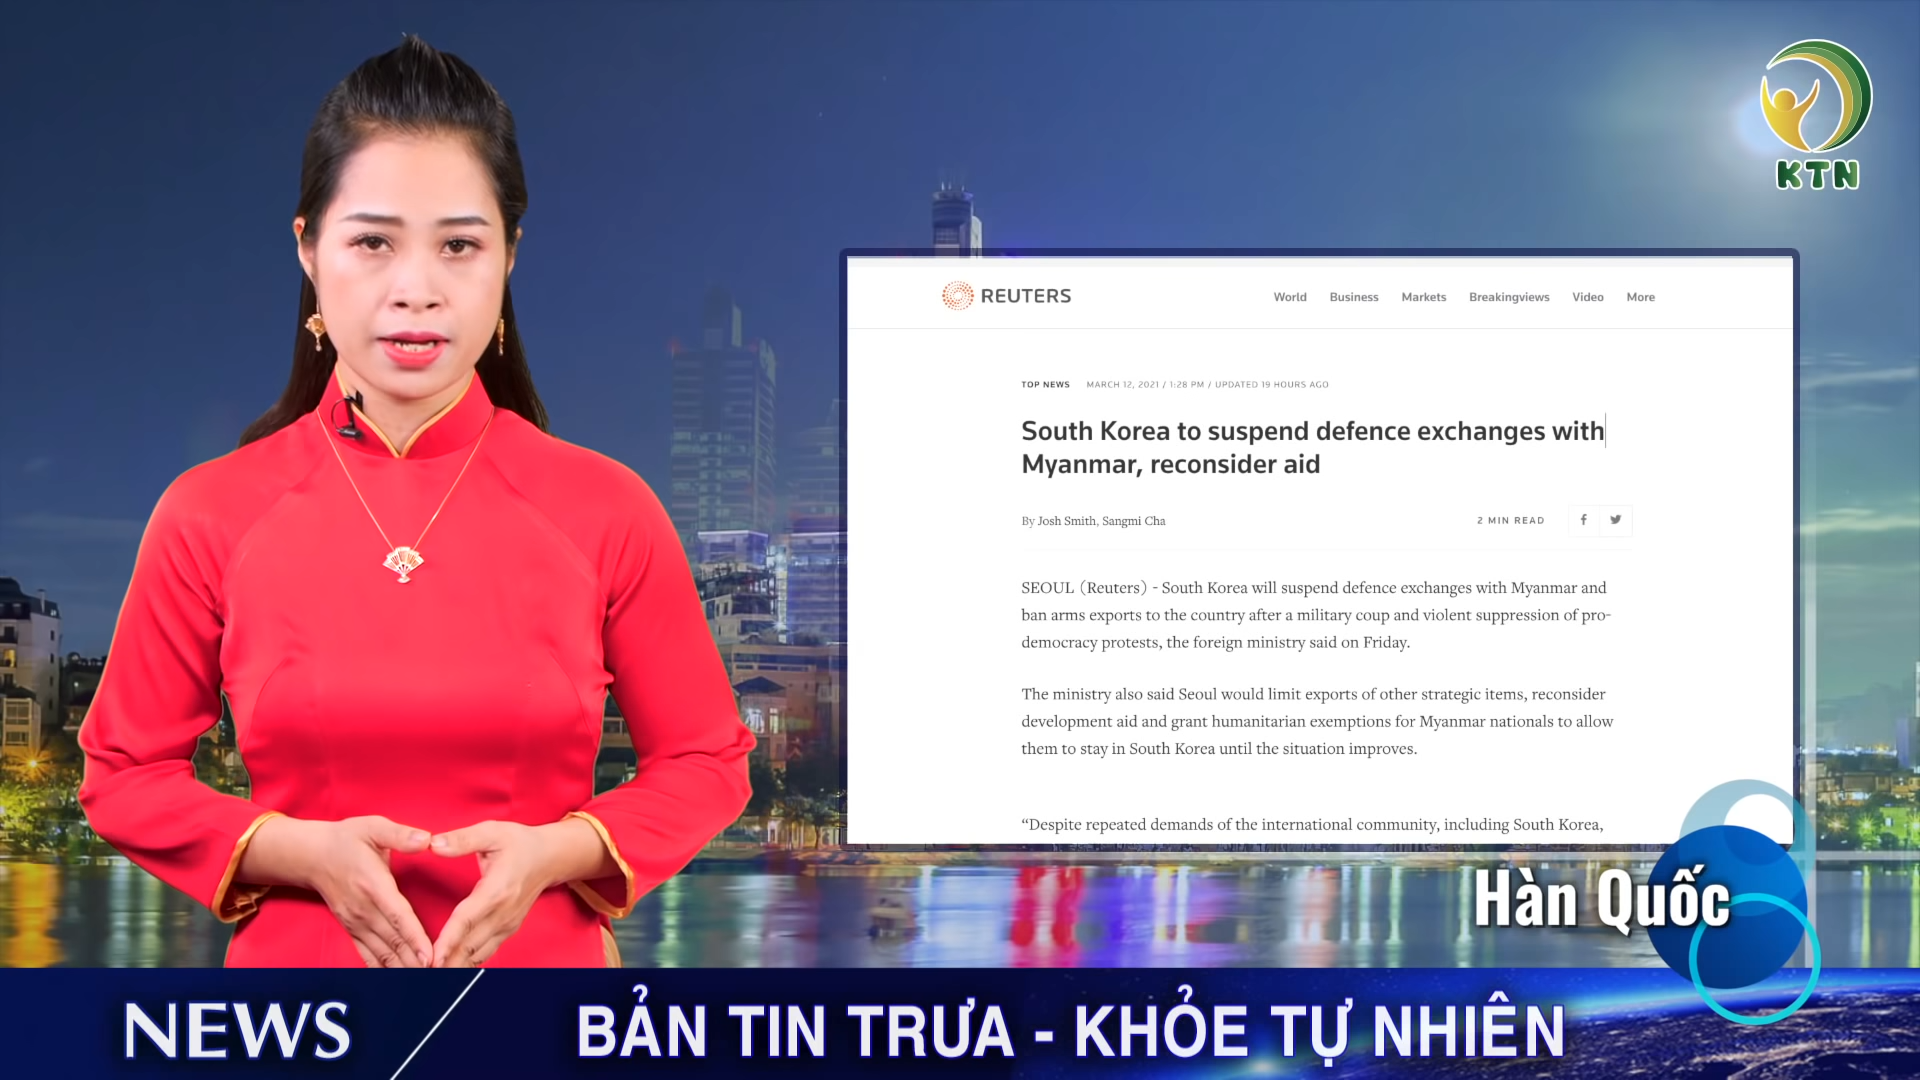 KTN
REUTERS
World Business Markets Breakingviews Video More
TOP NEWS MARCH 12, 2021 / 1:28 PM / UPDATED 19 HOURS AGO
South Korea to suspend defence exchanges with
Myanmar, reconsider aid
By Josh Smith, Sangmi Cha
2 MIN READ
SEOUL (Reuters) - South Korea will suspend defence exchanges with Myanmar and
ban arms exports to the country after a military coup and violent suppression of pro-
democracy protests, the foreign ministry said on Friday.
The ministry also said Seoul would limit exports of other strategic items, reconsider
development aid and grant humanitarian exemptions for Myanmar nationals to allow
them to stay in South Korea until the situation improves.
“Despite repeated demands of the international community, including South Korea,
Hàn Quốc
NEWS
BẢN TIN TRƯA - KHỎE TỰ NHIÊN